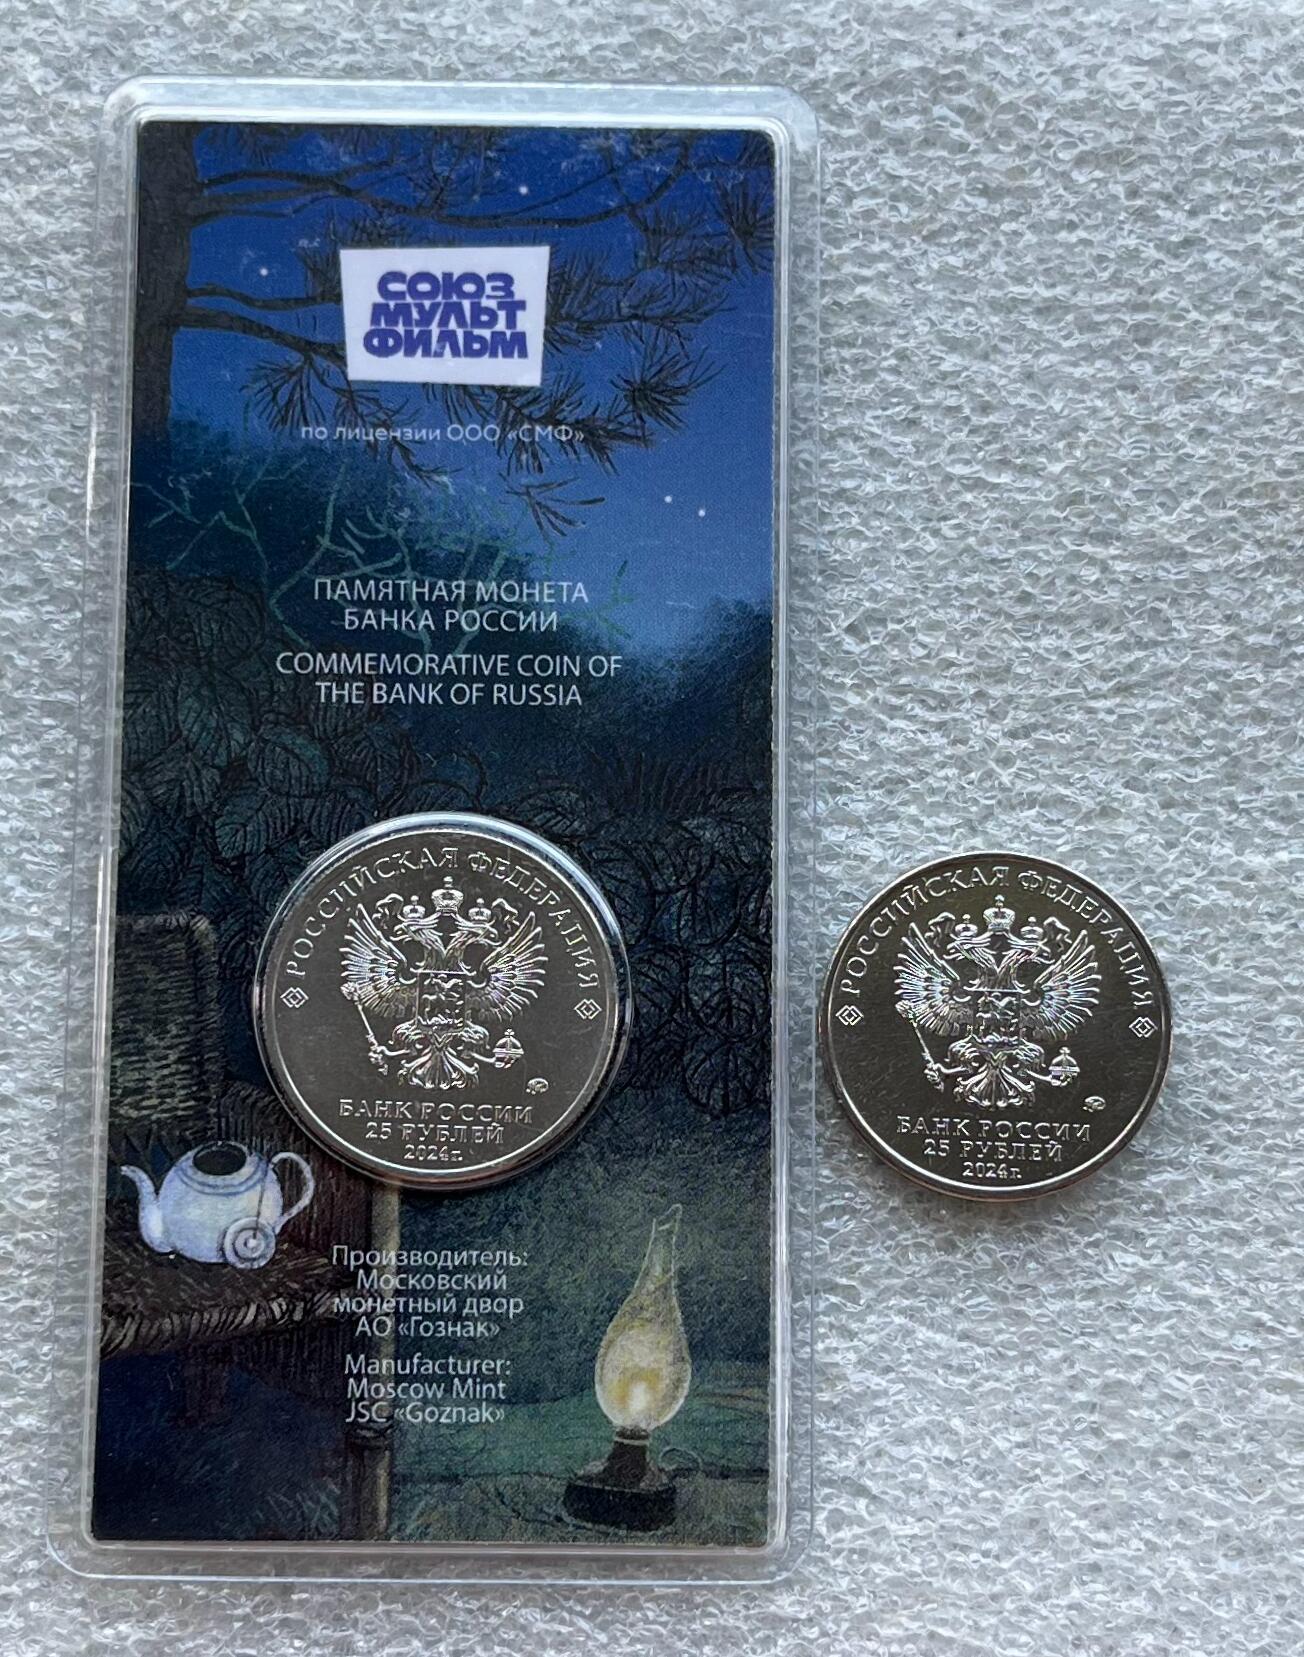 СОЮЗ
МУЛЬТ
ФИЛЬМ
по лицензии ООО «СМФ»
ПАМЯТНАЯ МОНЕТА
БАНКА РОССИИ
COMMEMORATIVE COIN OF
THE BANK OF RUSSIA
РОССИЙСКАЯ ФЕДЕРАЦИЯ
БАНК РОССИИ
25 РУБЛЕЙ
2024 г.
Производитель:
Московский
монетный двор
АО «Гознак»
Manufacturer:
Moscow Mint
JSC «Goznak»
РОССИЙСКАЯ ФЕДЕРАЦИЯ
БАНК РОССИИ
25 РУБЛЕЙ
2024 г.